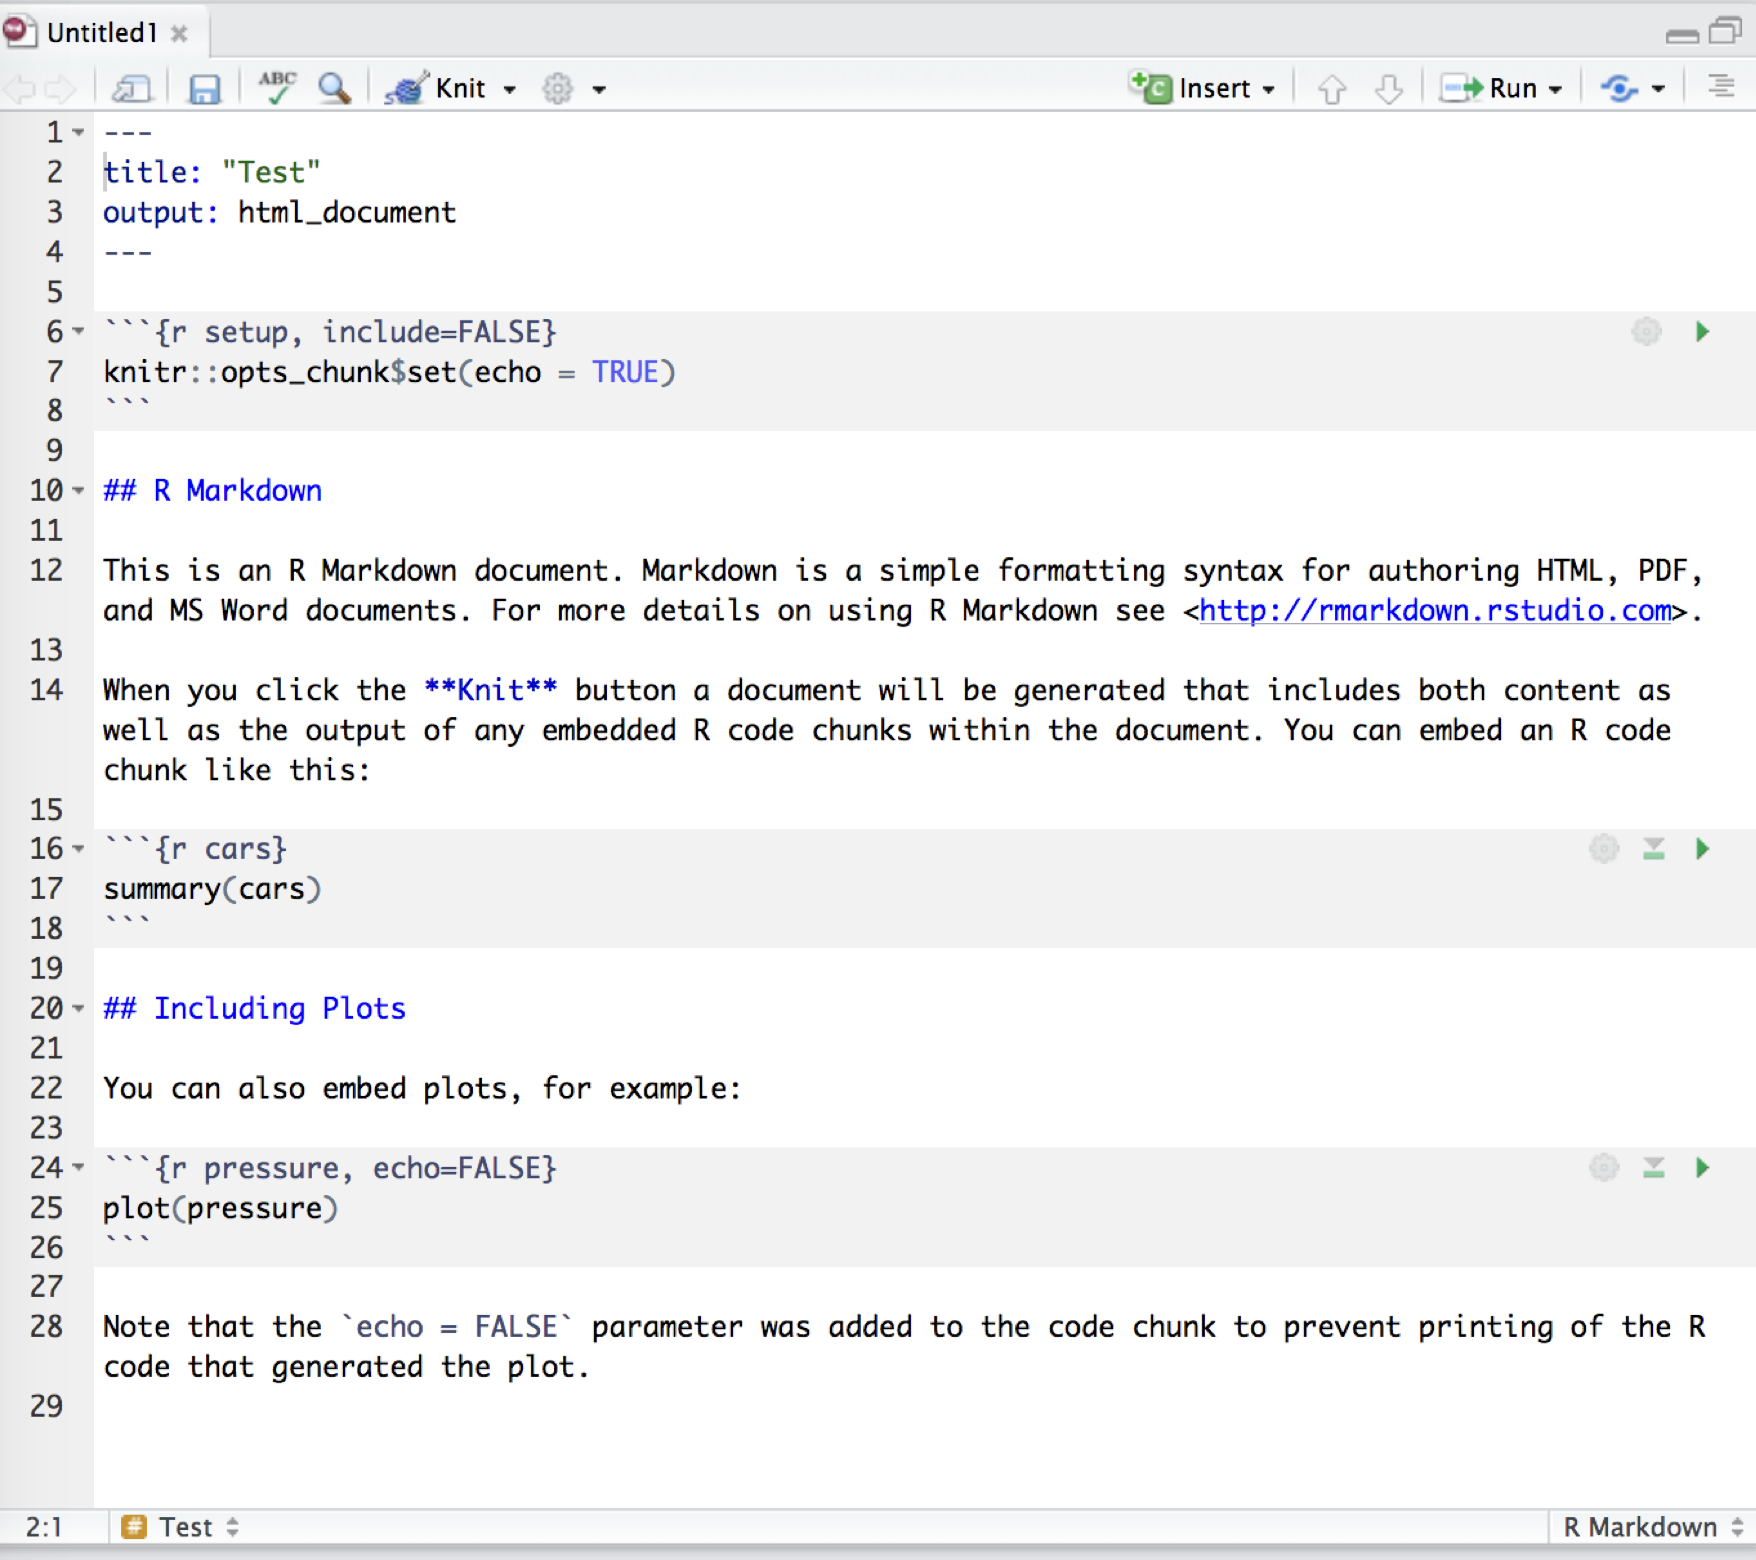 Untitled1
ABC Knit Insert Run
1 ---
2 title: "Test"
3 output: html_document
4 ---
5
6 ```{r setup, include=FALSE}
7 knitr::opts_chunk$set(echo = TRUE)
8 ```
9
10 ## R Markdown
11
12 This is an R Markdown document. Markdown is a simple formatting syntax for authoring HTML, PDF,
and MS Word documents. For more details on using R Markdown see <http://rmarkdown.rstudio.com>.
13
14 When you click the **Knit** button a document will be generated that includes both content as
well as the output of any embedded R code chunks within the document. You can embed an R code
chunk like this:
15
16 ```{r cars}
17 summary(cars)
18 ```
19
20 ## Including Plots
21
22 You can also embed plots, for example:
23
24 ```{r pressure, echo=FALSE}
25 plot(pressure)
26 ```
27
28 Note that the `echo = FALSE` parameter was added to the code chunk to prevent printing of the R
code that generated the plot.
29
2:1 # Test R Markdown